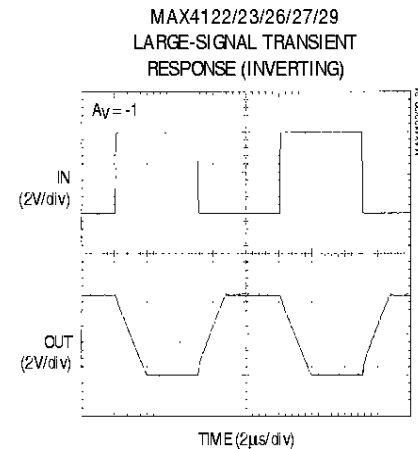 MAX4122/23/26/27/29
LARGE-SIGNAL TRANSIENT
RESPONSE (INVERTING)
AV = -1
IN
(2V/div)
OUT
(2V/div)
TIME (2µs/div)